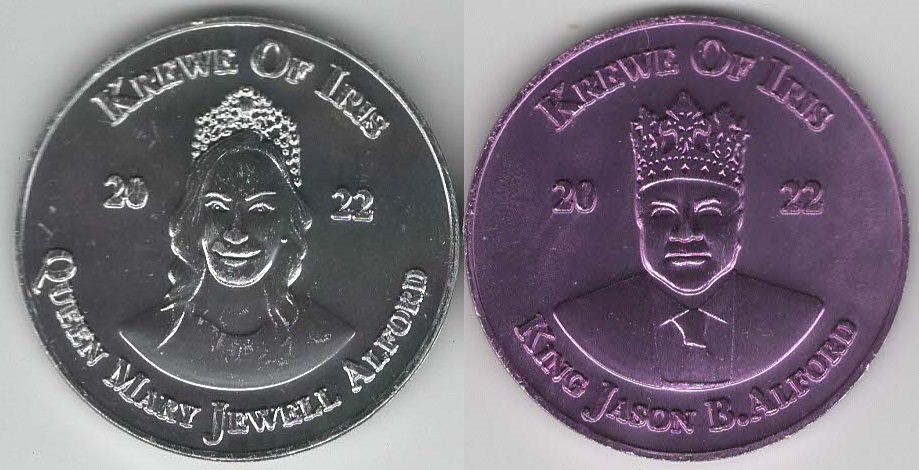 KREWE OF IRIS
20 22
QUEEN MARY JEWELL ALFORD
KREWE OF IRIS
20 22
KING JASON B. ALFORD